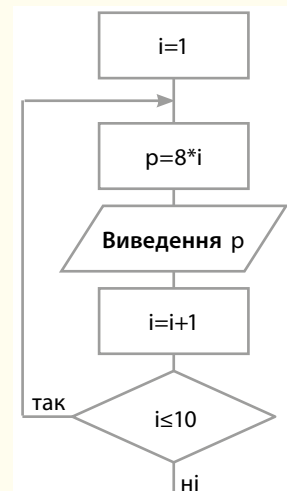 i=1
p=8*i
Виведення p
i=i+1
i≤10
так
ні